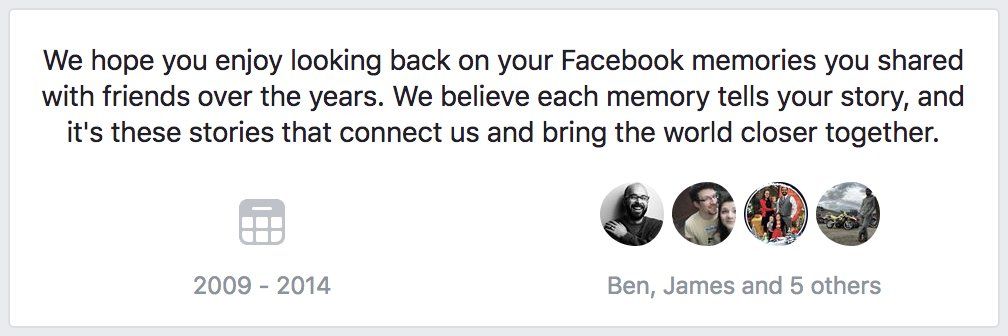 We hope you enjoy looking back on your Facebook memories you shared
with friends over the years. We believe each memory tells your story, and
it's these stories that connect us and bring the world closer together.
2009 - 2014
Ben, James and 5 others